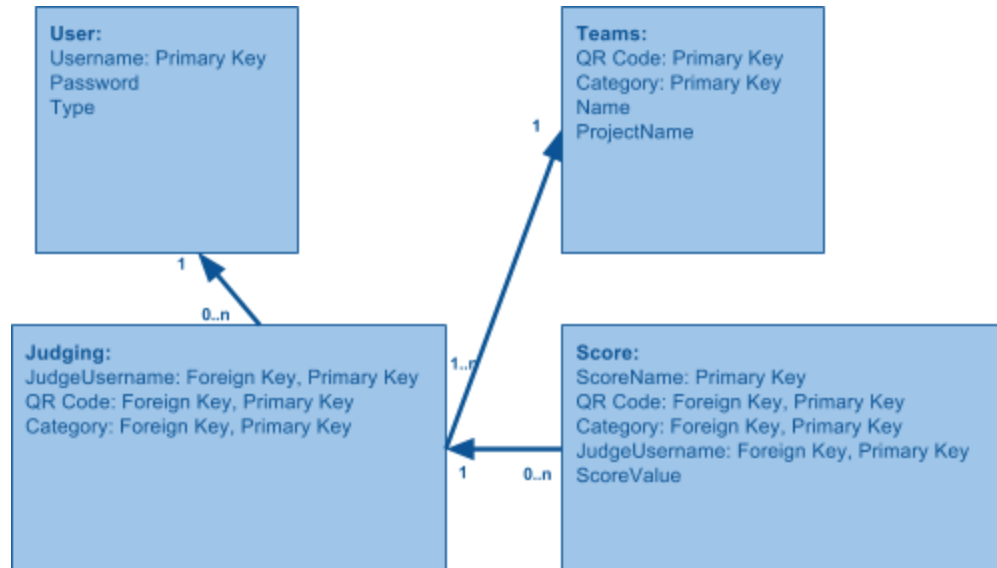 User:
Username: Primary Key
Password
Type
Teams:
QR Code: Primary Key
Category: Primary Key
Name
ProjectName
1
1
0..n
Judging:
JudgeUsername: Foreign Key, Primary Key
QR Code: Foreign Key, Primary Key
Category: Foreign Key, Primary Key
1..n
1
0..n
Score:
ScoreName: Primary Key
QR Code: Foreign Key, Primary Key
Category: Foreign Key, Primary Key
JudgeUsername: Foreign Key, Primary Key
ScoreValue